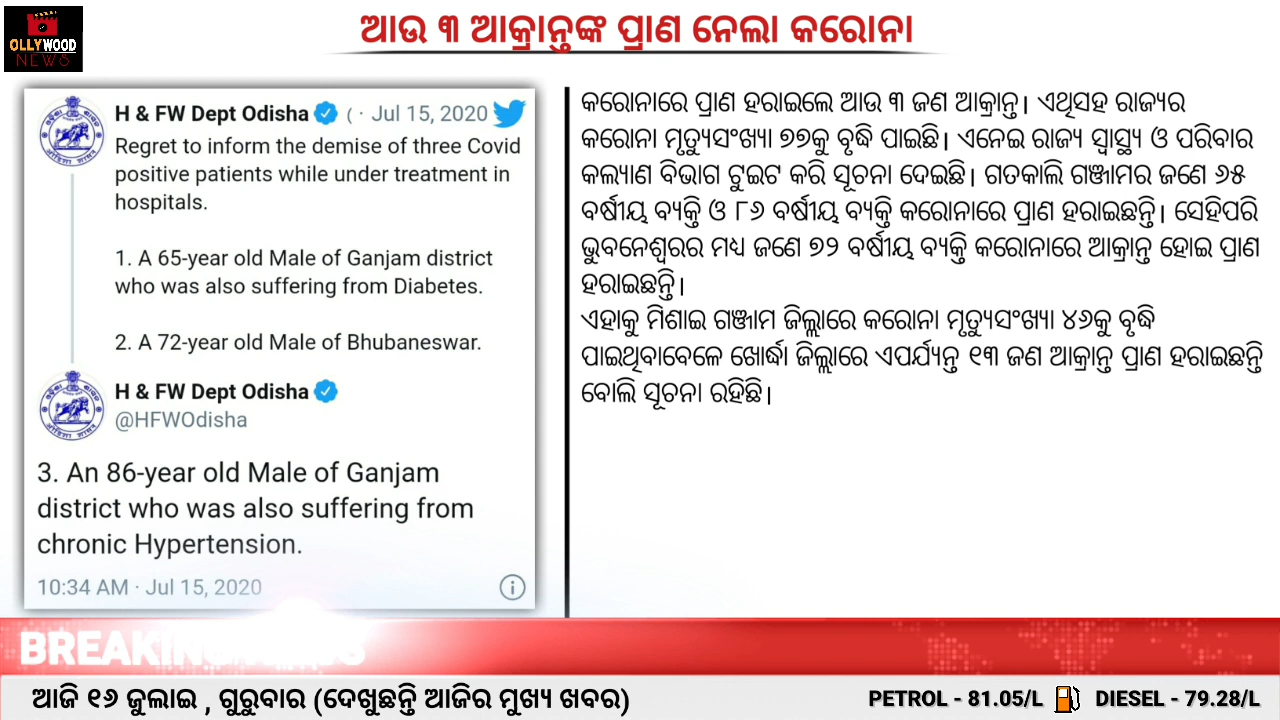 OLLYWOOD
NEWS
ଆଉ ୩ ଆକ୍ରାନ୍ତଙ୍କ ପ୍ରାଣ ନେଲା କରୋନା
H & FW Dept Odisha ( · Jul 15, 2020
Regret to inform the demise of three Covid
positive patients while under treatment in
hospitals.
1. A 65-year old Male of Ganjam district
who was also suffering from Diabetes.
2. A 72-year old Male of Bhubaneswar.
H & FW Dept Odisha
@HFWOdisha
3. An 86-year old Male of Ganjam
district who was also suffering from
chronic Hypertension.
10:34 AM · Jul 15, 2020
କରୋନାରେ ପ୍ରାଣ ହରାଇଲେ ଆଉ ୩ ଜଣ ଆକ୍ରାନ୍ତ। ଏଥିସହ ରାଜ୍ୟର
କରୋନା ମୃତ୍ୟୁସଂଖ୍ୟା ୭୭କୁ ବୃଦ୍ଧି ପାଇଛି। ଏନେଇ ରାଜ୍ୟ ସ୍ୱାସ୍ଥ୍ୟ ଓ ପରିବାର
କଲ୍ୟାଣ ବିଭାଗ ଟୁଇଟ କରି ସୂଚନା ଦେଇଛି। ଗତକାଲି ଗଞ୍ଜାମର ଜଣେ ୬୫
ବର୍ଷୀୟ ବ୍ୟକ୍ତି ଓ ୮୬ ବର୍ଷୀୟ ବ୍ୟକ୍ତି କରୋନାରେ ପ୍ରାଣ ହରାଇଛନ୍ତି। ସେହିପରି
ଭୁବନେଶ୍ୱରର ମଧ୍ୟ ଜଣେ ୭୨ ବର୍ଷୀୟ ବ୍ୟକ୍ତି କରୋନାରେ ଆକ୍ରାନ୍ତ ହୋଇ ପ୍ରାଣ
ହରାଇଛନ୍ତି।
ଏହାକୁ ମିଶାଇ ଗଞ୍ଜାମ ଜିଲ୍ଲାରେ କରୋନା ମୃତ୍ୟୁସଂଖ୍ୟା ୪୬କୁ ବୃଦ୍ଧି
ପାଇଥିବାବେଳେ ଖୋର୍ଦ୍ଧା ଜିଲ୍ଲାରେ ଏପର୍ଯ୍ୟନ୍ତ ୧୩ ଜଣ ଆକ୍ରାନ୍ତ ପ୍ରାଣ ହରାଇଛନ୍ତି
ବୋଲି ସୂଚନା ରହିଛି।
BREAKING NEWS
ଆଜି ୧୬ ଜୁଲାଇ , ଗୁରୁବାର (ଦେଖୁଛନ୍ତି ଆଜିର ମୁଖ୍ୟ ଖବର)
PETROL - 81.05/L DIESEL - 79.28/L